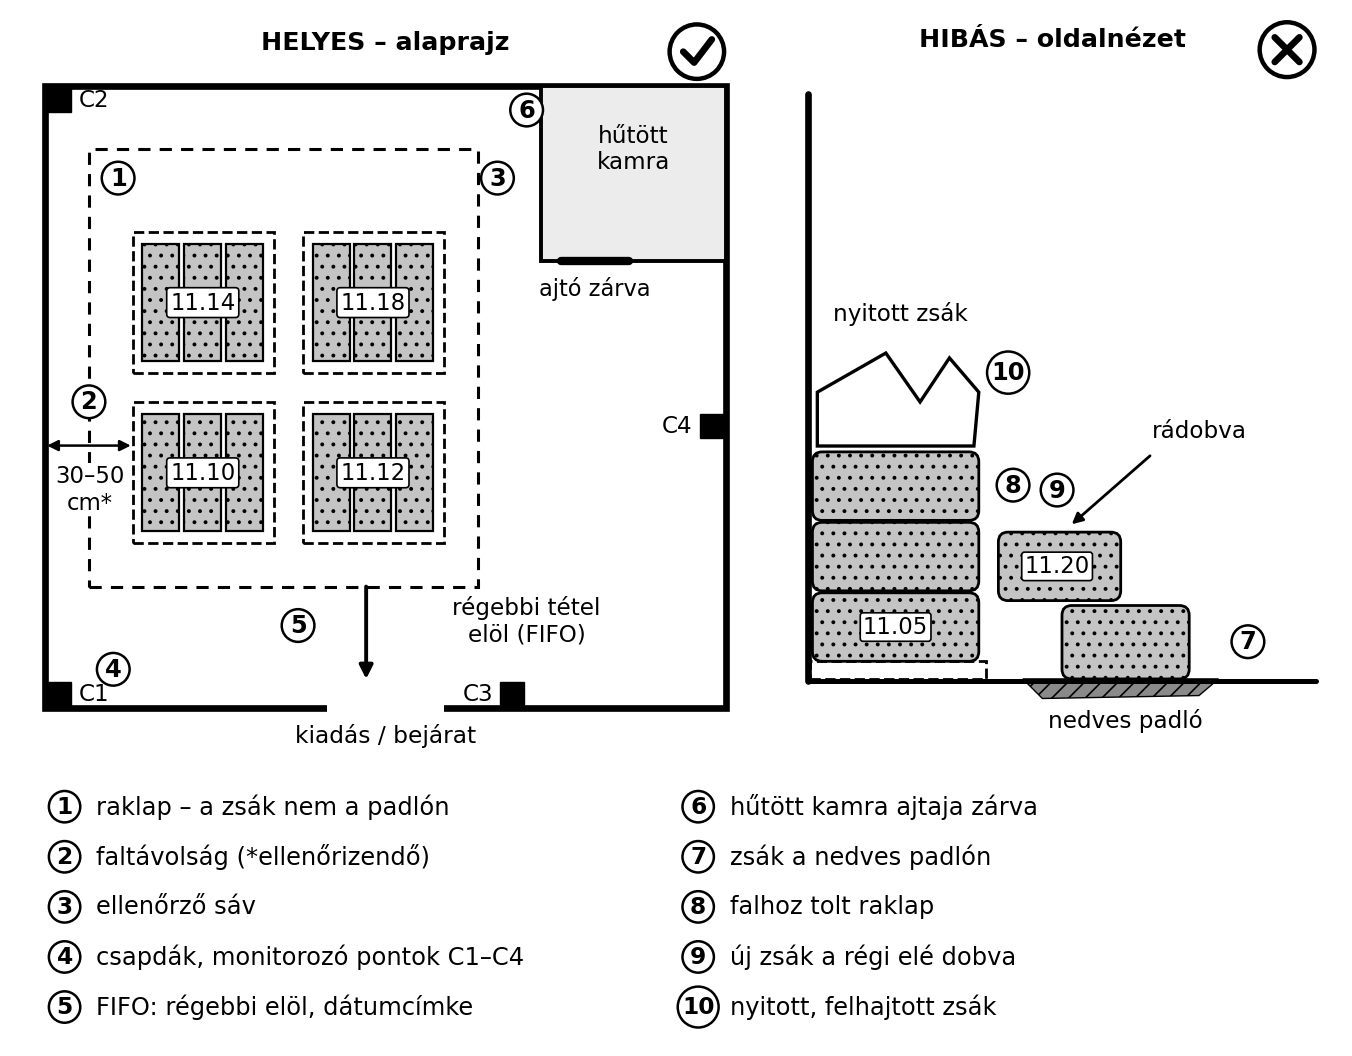 HELYES – alaprajz
C2
6
hűtött
kamra
1
3
11.14
11.18
ajtó zárva
2
C4
30–50
cm*
11.10
11.12
5
régebbi tétel
elöl (FIFO)
4
C1
C3
kiadás / bejárat
HIBÁS – oldalnézet
nyitott zsák
10
rádobva
8
9
11.20
11.05
7
nedves padló
1 raklap – a zsák nem a padlón
2 faltávolság (*ellenőrizendő)
3 ellenőrző sáv
4 csapdák, monitorozó pontok C1–C4
5 FIFO: régebbi elöl, dátumcímke
6 hűtött kamra ajtaja zárva
7 zsák a nedves padlón
8 falhoz tolt raklap
9 új zsák a régi elé dobva
10 nyitott, felhajtott zsák